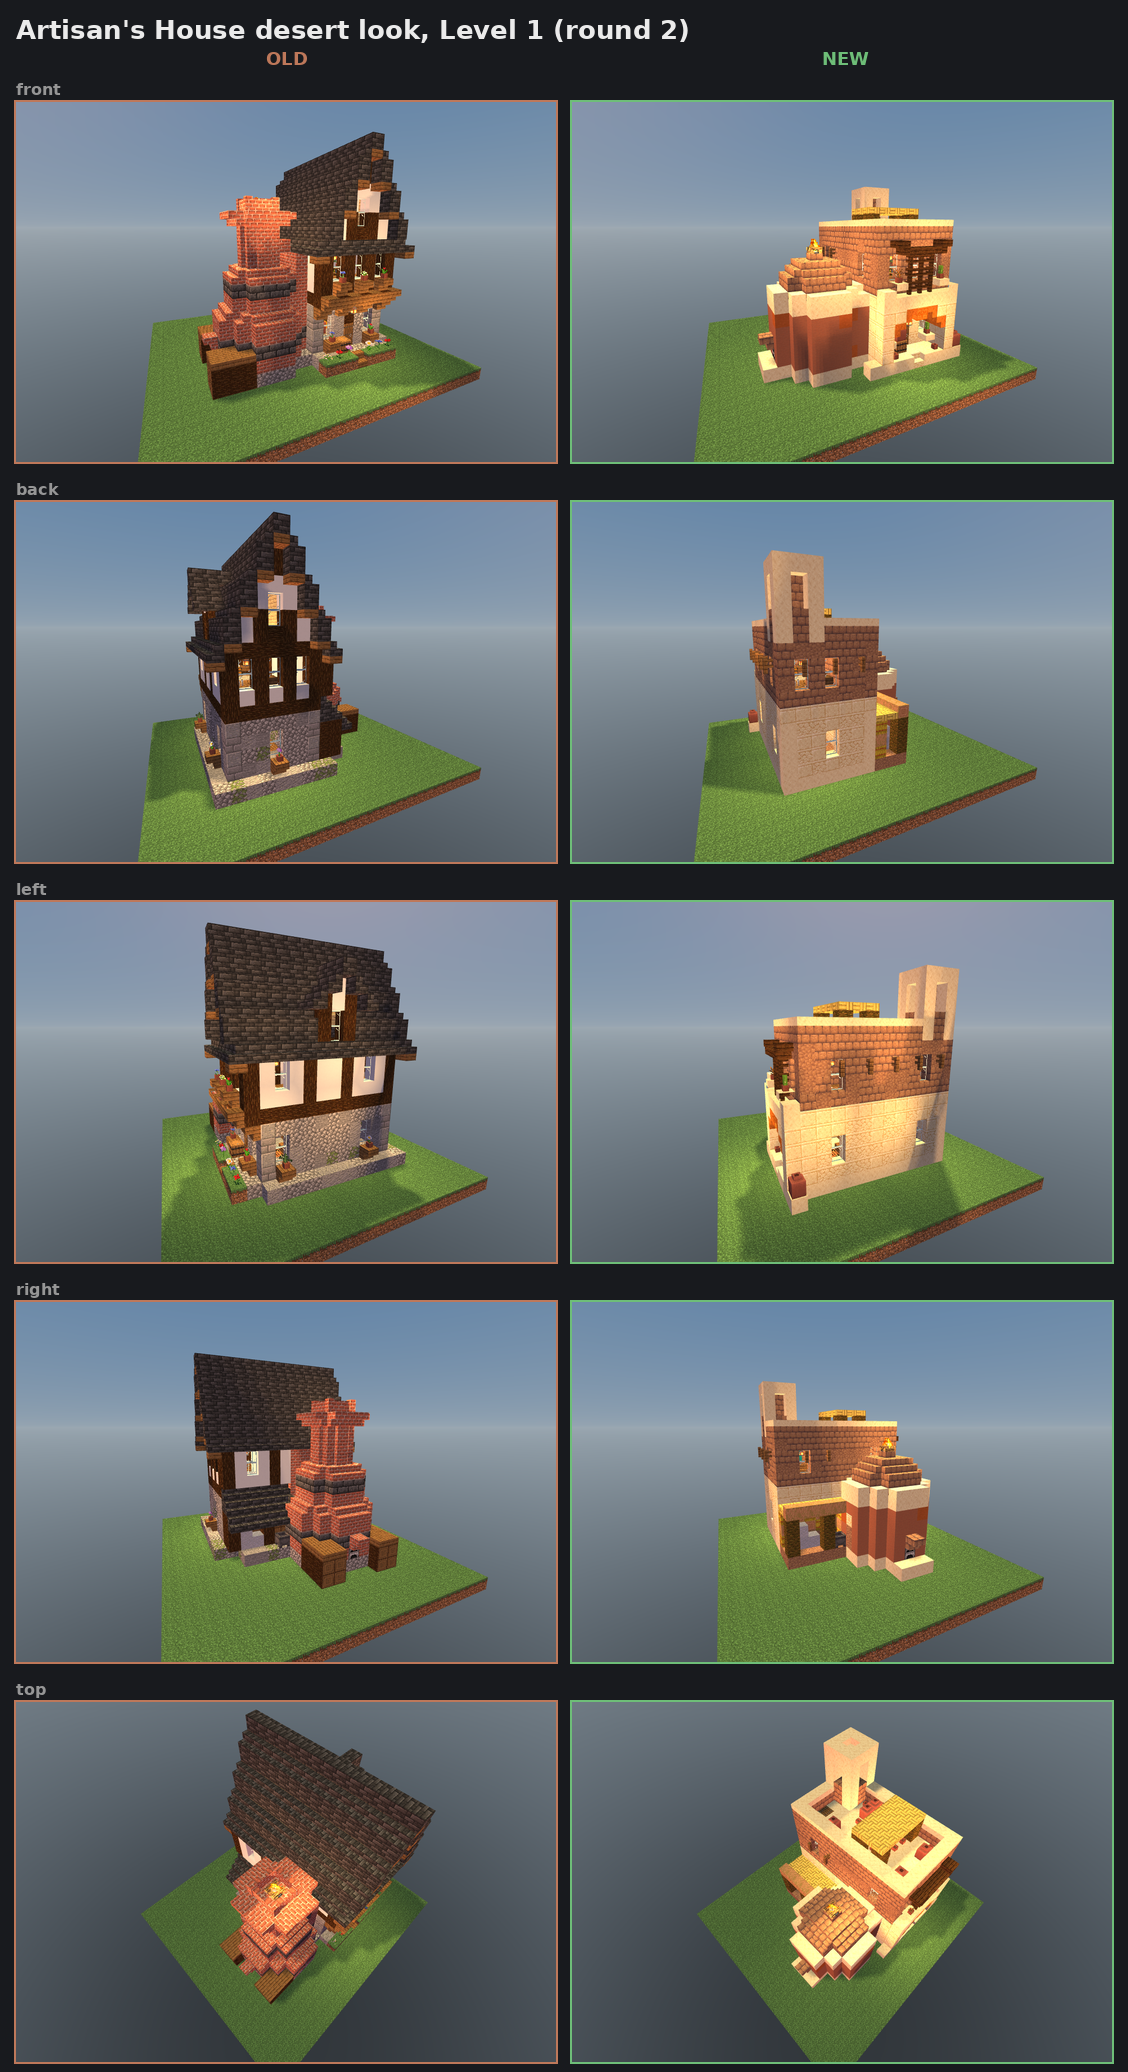 Artisan's House desert look, Level 1 (round 2)
OLD NEW
front
back
left
right
top